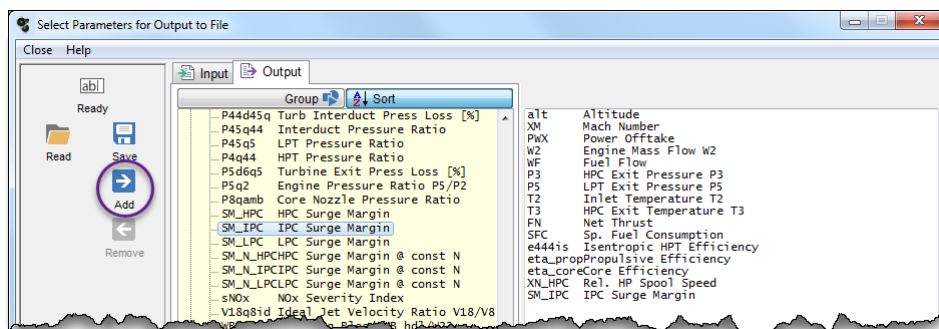 Select Parameters for Output to File
Close Help
ab|
Ready
Read Save
Add
Remove
Input Output
Group Sort
P44d45q Turb Interduct Press Loss [%]
P45q44 Interduct Pressure Ratio
P45q5 LPT Pressure Ratio
P4q44 HPT Pressure Ratio
P5d6q5 Turbine Exit Press Loss [%]
P5q2 Engine Pressure Ratio P5/P2
P8qamb Core Nozzle Pressure Ratio
SM_HPC HPC Surge Margin
SM_IPC IPC Surge Margin
SM_LPC LPC Surge Margin
SM_N_HPCHPC Surge Margin @ const N
SM_N_IPCIPC Surge Margin @ const N
SM_N_LPCLPC Surge Margin @ const N
sNOx NOx Severity Index
V18q8id Ideal Jet Velocity Ratio V18/V8
alt Altitude
XM Mach Number
PWX Power Offtake
W2 Engine Mass Flow W2
WF Fuel Flow
P3 HPC Exit Pressure P3
P5 LPT Exit Pressure P5
T2 Inlet Temperature T2
T3 HPC Exit Temperature T3
FN Net Thrust
SFC Sp. Fuel Consumption
e444is Isentropic HPT Efficiency
eta_propPropulsive Efficiency
eta_coreCore Efficiency
XN_HPC Rel. HP Spool Speed
SM_IPC IPC Surge Margin